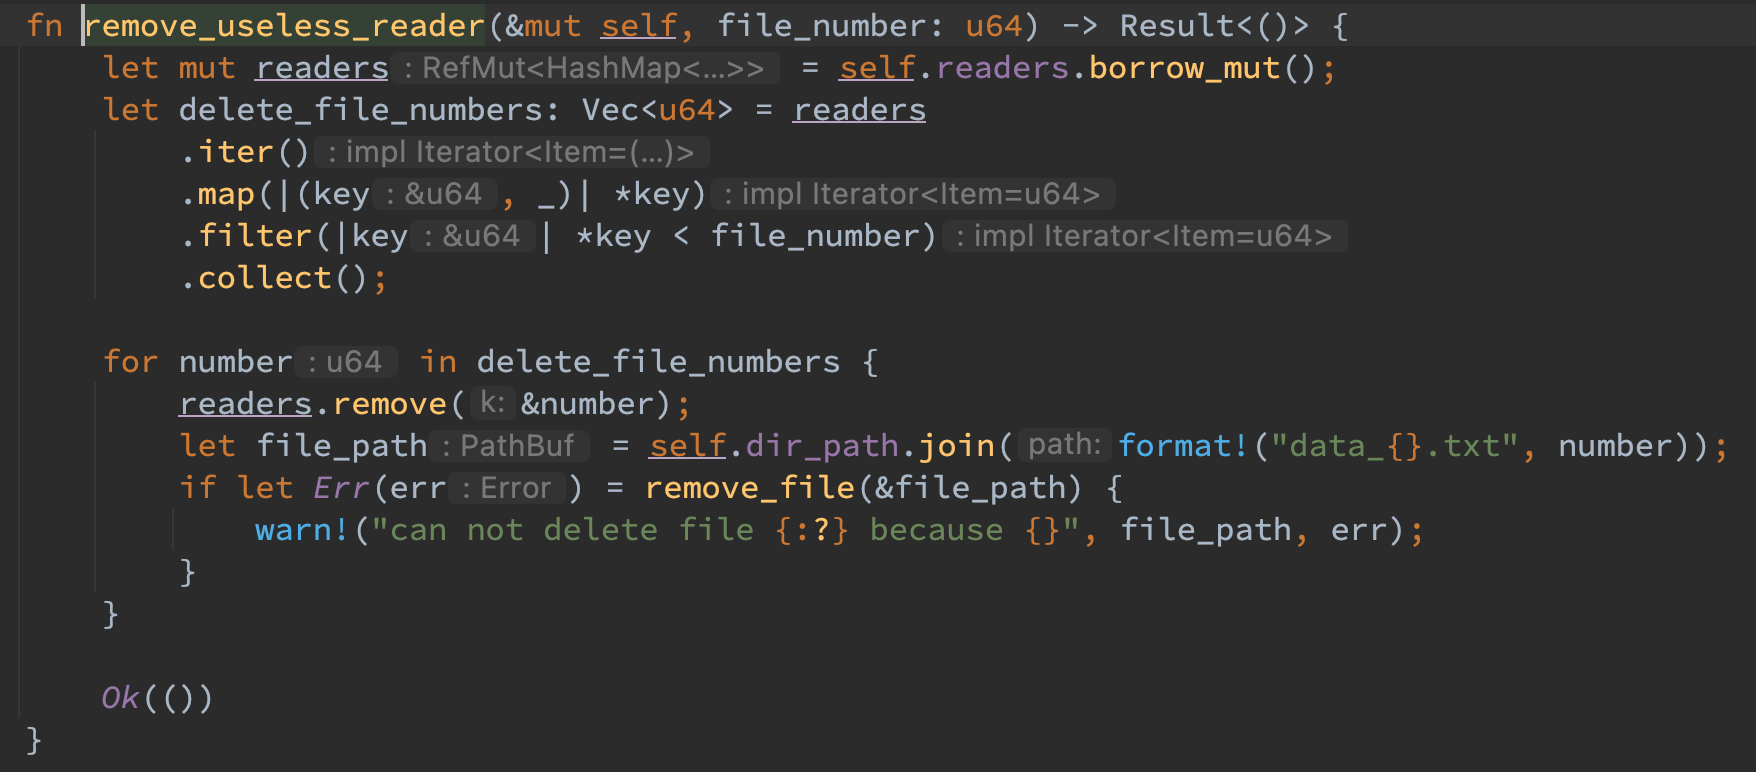 fn remove_useless_reader(&mut self, file_number: u64) -> Result<()> {
let mut readers : RefMut<HashMap<...>> = self.readers.borrow_mut();
let delete_file_numbers: Vec<u64> = readers
.iter() : impl Iterator<Item=(...)>
.map(|(key : &u64 , _)| *key) : impl Iterator<Item=u64>
.filter(|key : &u64 | *key < file_number) : impl Iterator<Item=u64>
.collect();
for number : u64 in delete_file_numbers {
readers.remove( k: &number);
let file_path : PathBuf = self.dir_path.join( path: format!("data_{}.txt", number));
if let Err(err : Error ) = remove_file(&file_path) {
warn!("can not delete file {:?} because {}", file_path, err);
}
}
Ok(())
}